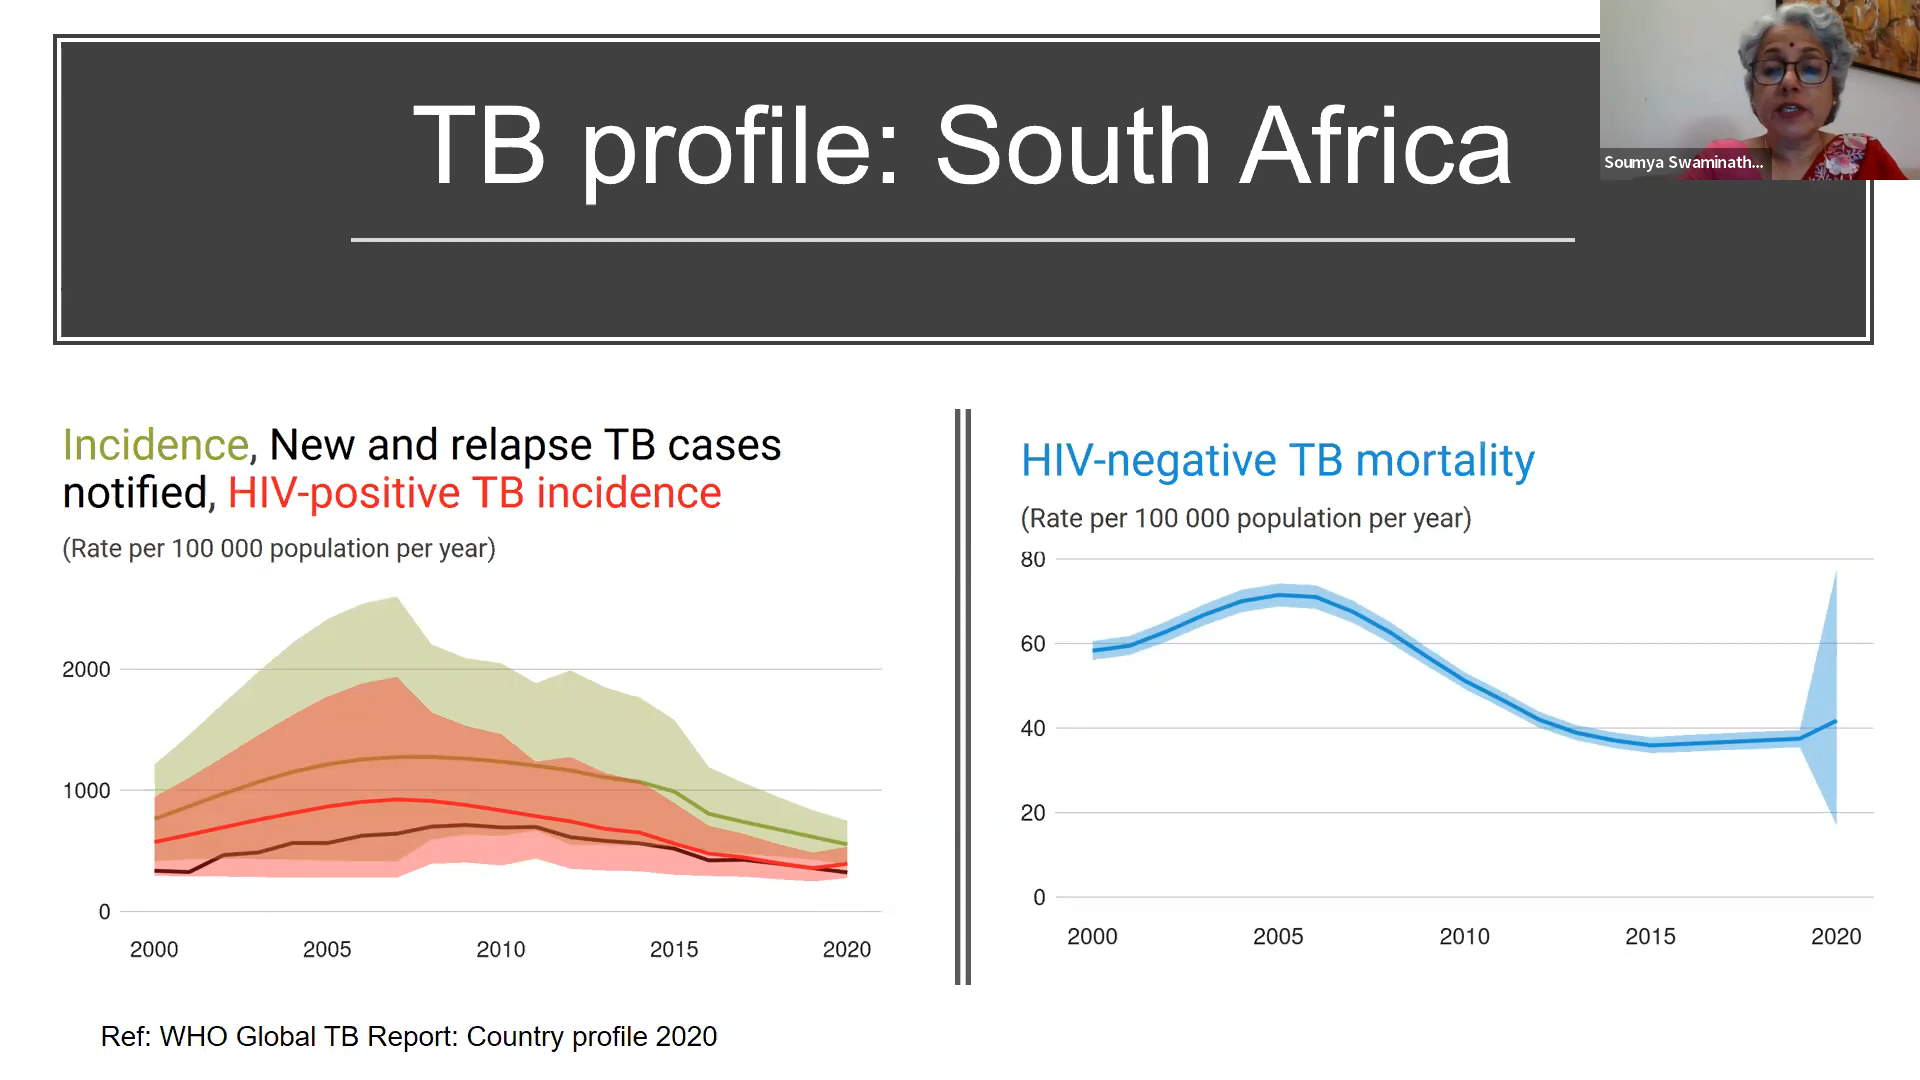 TB profile: South Africa
Soumya Swaminath...
Incidence, New and relapse TB cases
notified, HIV-positive TB incidence
(Rate per 100 000 population per year)
2000
1000
0
2000 2005 2010 2015 2020
HIV-negative TB mortality
(Rate per 100 000 population per year)
80
60
40
20
0
2000 2005 2010 2015 2020
Ref: WHO Global TB Report: Country profile 2020